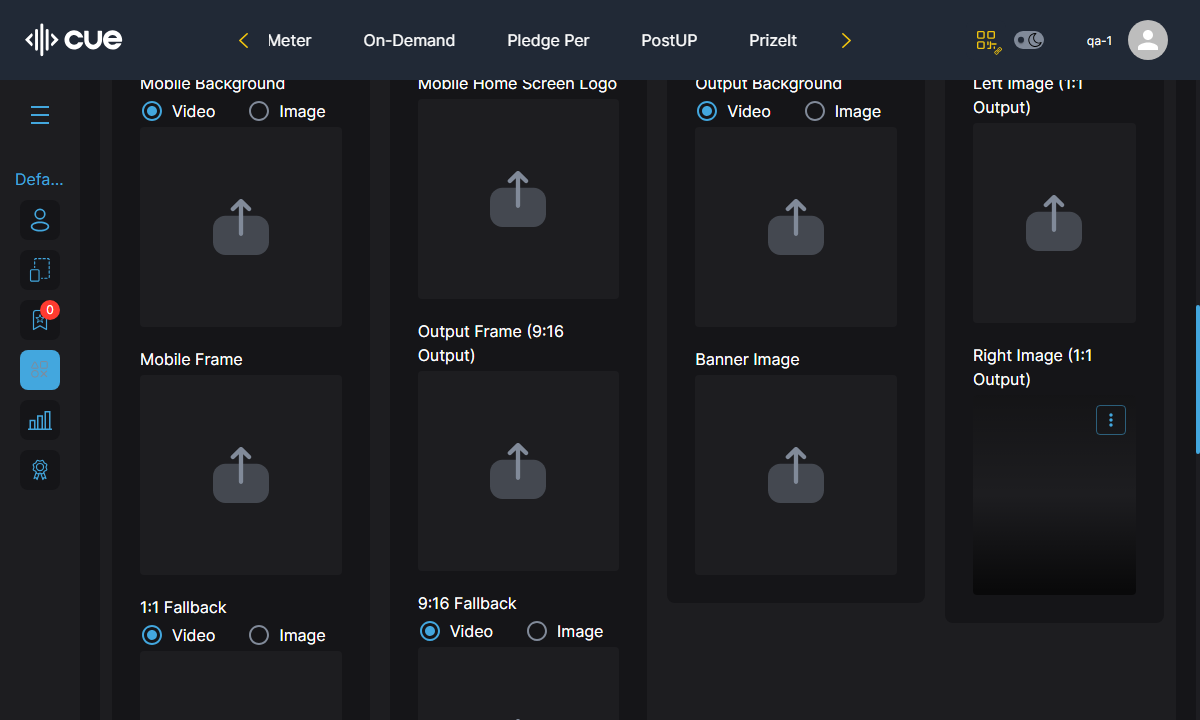 cue
Meter
On-Demand
Pledge Per
PostUP
PrizeIt
qa-1
Defa...
0
Mobile Background
Video
Image
Mobile Frame
1:1 Fallback
Video
Image
Mobile Home Screen Logo
Output Frame (9:16
Output)
9:16 Fallback
Video
Image
Output Background
Video
Image
Banner Image
Left Image (1:1
Output)
Right Image (1:1
Output)